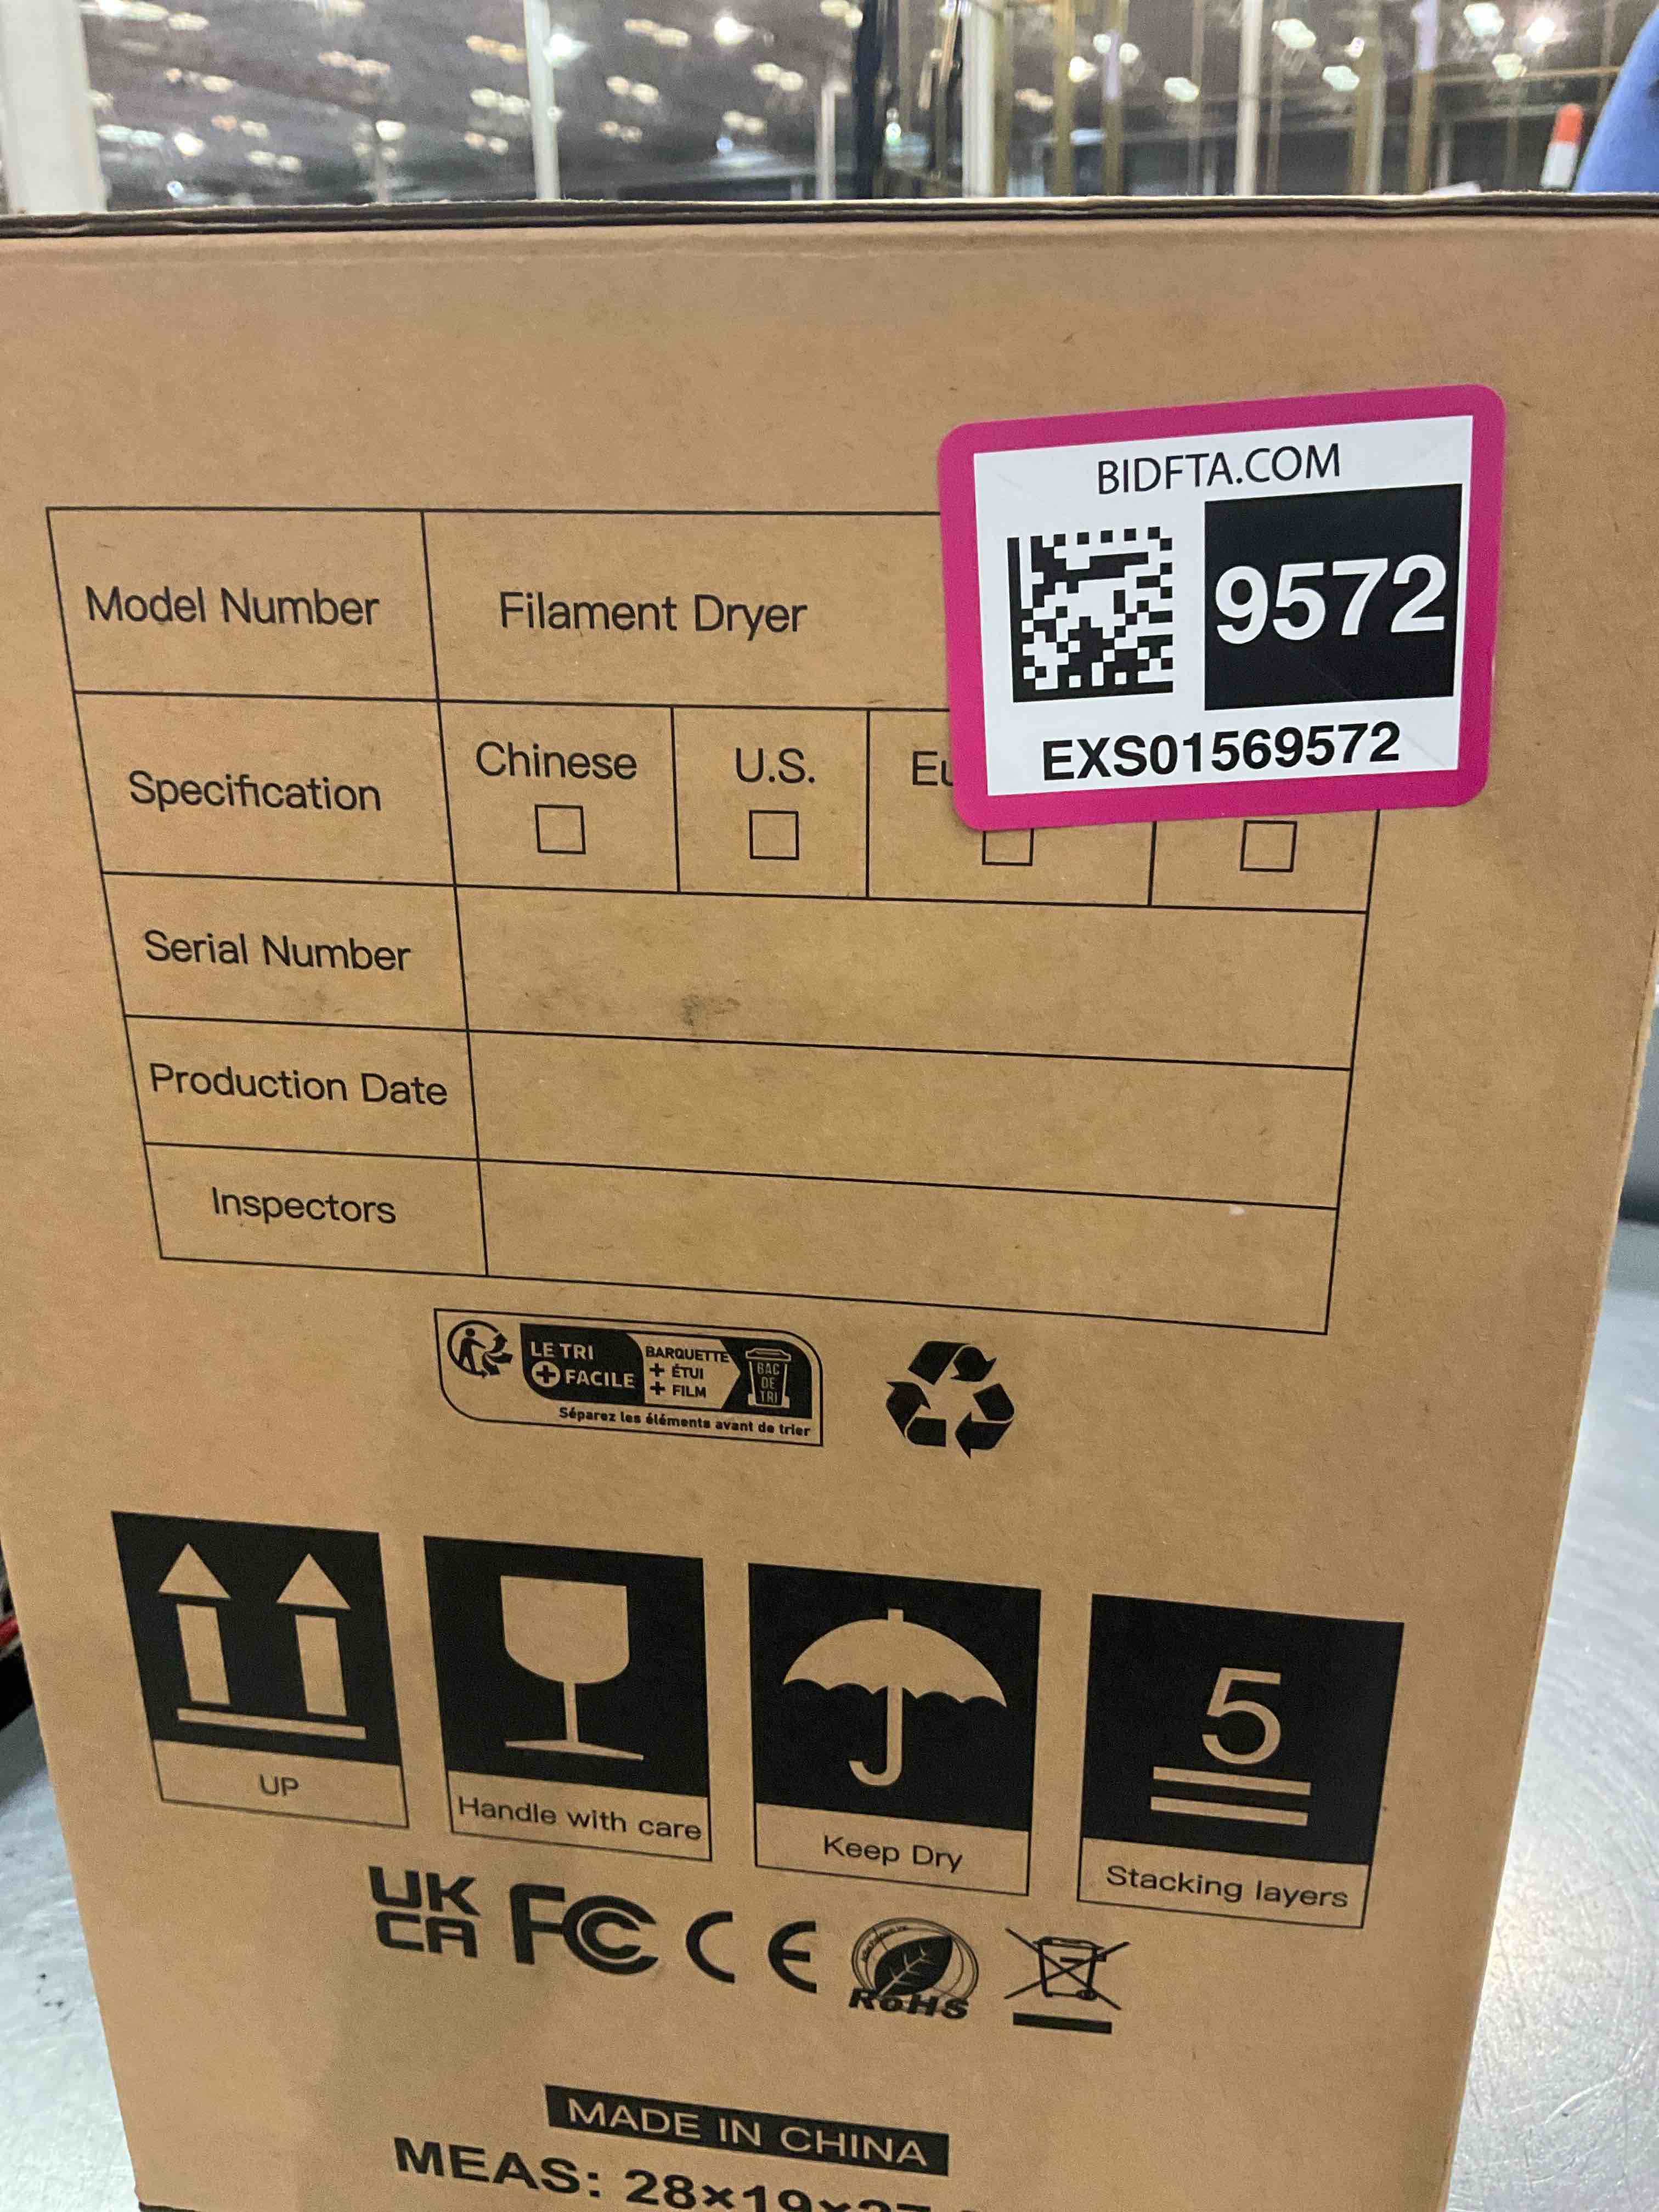 BIDFTA.COM
9572
EXS01569572
Model Number
Filament Dryer
Specification
Chinese
U.S.
Serial Number
Production Date
Inspectors
LE TRI
+ FACILE
BARQUETTE
+ ÉTUI
+ FILM
BAC
DE
TRI
Séparez les éléments avant de trier
UP
Handle with care
Keep Dry
5
Stacking layers
UK
CA
FC
CE
RoHS
MADE IN CHINA
MEAS: 28×19×